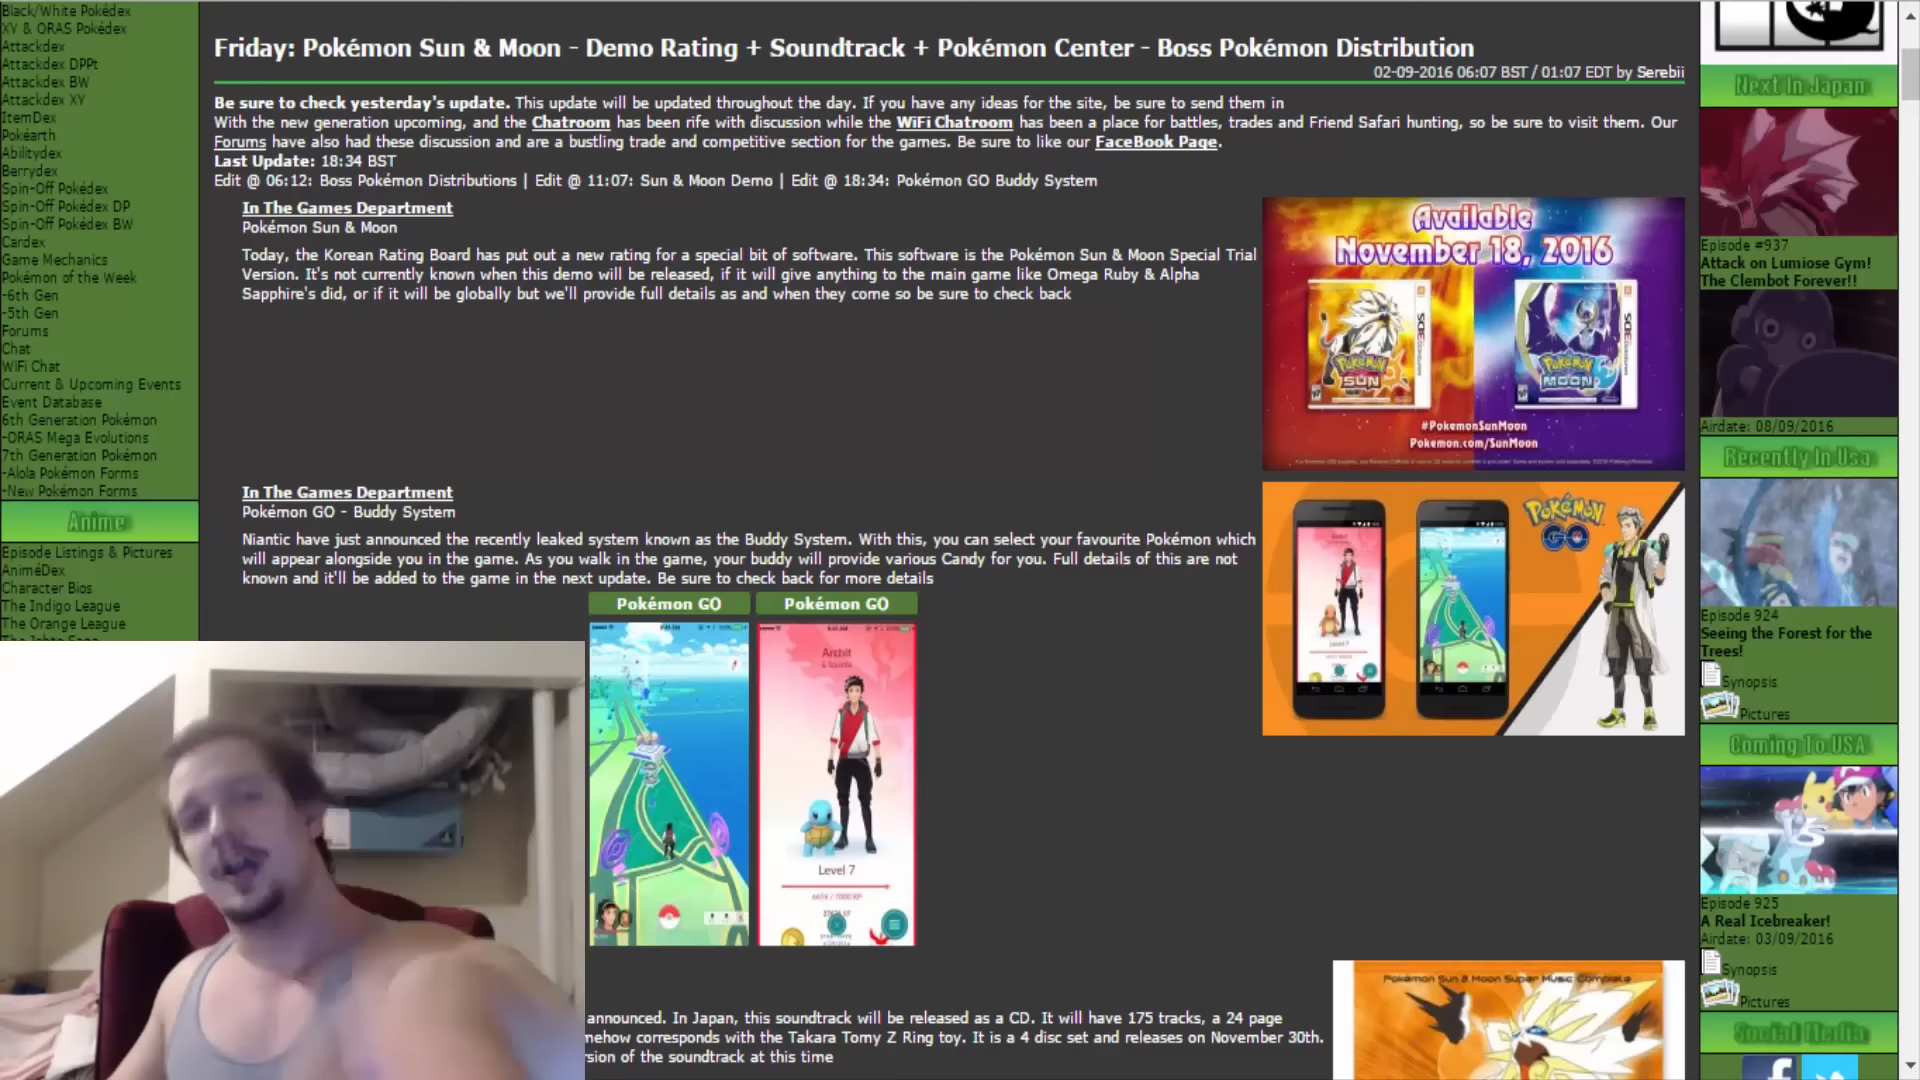 Black/White Pokédex
XY & ORAS Pokédex
Attackdex
Attackdex DPPt
Attackdex BW
Attackdex XY
ItemDex
Pokéarth
Abilitydex
Berrydex
Spin-Off Pokédex
Spin-Off Pokédex DP
Spin-Off Pokédex BW
Cardex
Game Mechanics
Pokémon of the Week
-6th Gen
-5th Gen
Forums
Chat
WiFi Chat
Current & Upcoming Events
Event Database
6th Generation Pokémon
-ORAS Mega Evolutions
7th Generation Pokémon
-Alola Pokémon Forms
-New Pokémon Forms
Anime
Episode Listings & Pictures
AniméDex
Character Bios
The Indigo League
The Orange League
Friday: Pokémon Sun & Moon - Demo Rating + Soundtrack + Pokémon Center - Boss Pokémon Distribution
02-09-2016 06:07 BST / 01:07 EDT by Serebii
Be sure to check yesterday's update. This update will be updated throughout the day. If you have any ideas for the site, be sure to send them in
With the new generation upcoming, and the Chatroom has been rife with discussion while the WiFi Chatroom has been a place for battles, trades and Friend Safari hunting, so be sure to visit them. Our
Forums have also had these discussion and are a bustling trade and competitive section for the games. Be sure to like our FaceBook Page.
Last Update: 18:34 BST
Edit @ 06:12: Boss Pokémon Distributions | Edit @ 11:07: Sun & Moon Demo | Edit @ 18:34: Pokémon GO Buddy System
In The Games Department
Pokémon Sun & Moon
Today, the Korean Rating Board has put out a new rating for a special bit of software. This software is the Pokémon Sun & Moon Special Trial
Version. It's not currently known when this demo will be released, if it will give anything to the main game like Omega Ruby & Alpha
Sapphire's did, or if it will be globally but we'll provide full details as and when they come so be sure to check back
Available
November 18, 2016
POKÉMON
SUN
POKÉMON
MOON
#PokemonSunMoon
Pokemon.com/SunMoon
In The Games Department
Pokémon GO - Buddy System
Niantic have just announced the recently leaked system known as the Buddy System. With this, you can select your favourite Pokémon which
will appear alongside you in the game. As you walk in the game, your buddy will provide various Candy for you. Full details of this are not
known and it'll be added to the game in the next update. Be sure to check back for more details
Pokémon GO
Pokémon GO
Archit
& Squirtle
Level 7
POKÉMON
GO
Level 7
announced. In Japan, this soundtrack will be released as a CD. It will have 175 tracks, a 24 page
mehow corresponds with the Takara Tomy Z Ring toy. It is a 4 disc set and releases on November 30th.
rsion of the soundtrack at this time
Pokémon Sun & Moon Super Music Complete
Next In Japan
Episode #937
Attack on Lumiose Gym!
The Clembot Forever!!
Airdate: 08/09/2016
Recently In Usa
Episode 924
Seeing the Forest for the
Trees!
Synopsis
Pictures
Coming To USA
Episode 925
A Real Icebreaker!
Airdate: 03/09/2016
Synopsis
Pictures
Social Media